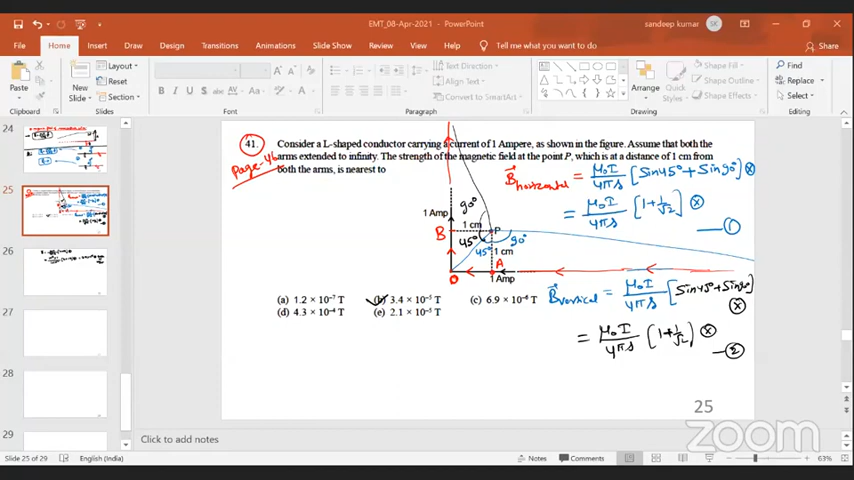 EMT_08-Apr-2021 - PowerPoint
sandeep kumar
SK
File Home Insert Draw Design Transitions Animations Slide Show Review View Help Tell me what you want to do
Share
Paste
New Slide
Layout
Reset
Section
B I U S
Text Direction
Align Text
Convert to SmartArt
Arrange
Quick Styles
Shape Fill
Shape Outline
Shape Effects
Find
Replace
Select
Clipboard
Slides
Font
Paragraph
Drawing
Editing
24
25
26
27
28
29
41.
Page-46
Consider a L-shaped conductor carrying a current of 1 Ampere, as shown in the figure. Assume that both the
arms extended to infinity. The strength of the magnetic field at the point P, which is at a distance of 1 cm from
both the arms, is nearest to
B horizontal = μ₀I/4πs [Sin45° + Sin90°] ⊗
= μ₀I/4πs [1+1/√2] ⊗
—①
90°
1 Amp
1 cm
B
P
45°
90°
45°
1 cm
A
O
1 Amp
(a) 1.2 × 10⁻⁷ T (b) 3.4 × 10⁻⁵ T (c) 6.9 × 10⁻⁶ T
(d) 4.3 × 10⁻⁴ T (e) 2.1 × 10⁻⁵ T
B vertical = μ₀I/4πs [Sin45° + Sin90°]
⊗
= μ₀I/4πs [1+1/√2] ⊗
—②
25
zoom
Click to add notes
Slide 25 of 29 English (India) Notes Comments 63%